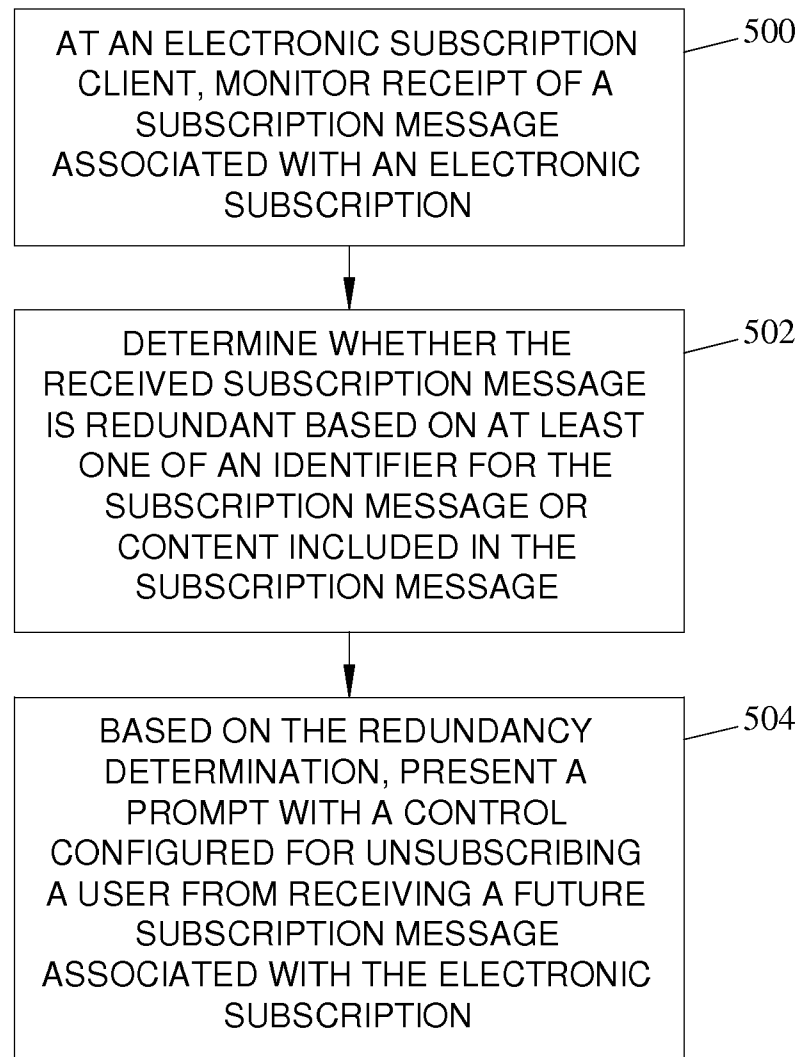 AT AN ELECTRONIC SUBSCRIPTION
CLIENT, MONITOR RECEIPT OF A
SUBSCRIPTION MESSAGE
ASSOCIATED WITH AN ELECTRONIC
SUBSCRIPTION
500
DETERMINE WHETHER THE
RECEIVED SUBSCRIPTION MESSAGE
IS REDUNDANT BASED ON AT LEAST
ONE OF AN IDENTIFIER FOR THE
SUBSCRIPTION MESSAGE OR
CONTENT INCLUDED IN THE
SUBSCRIPTION MESSAGE
502
BASED ON THE REDUNDANCY
DETERMINATION, PRESENT A
PROMPT WITH A CONTROL
CONFIGURED FOR UNSUBSCRIBING
A USER FROM RECEIVING A FUTURE
SUBSCRIPTION MESSAGE
ASSOCIATED WITH THE ELECTRONIC
SUBSCRIPTION
504